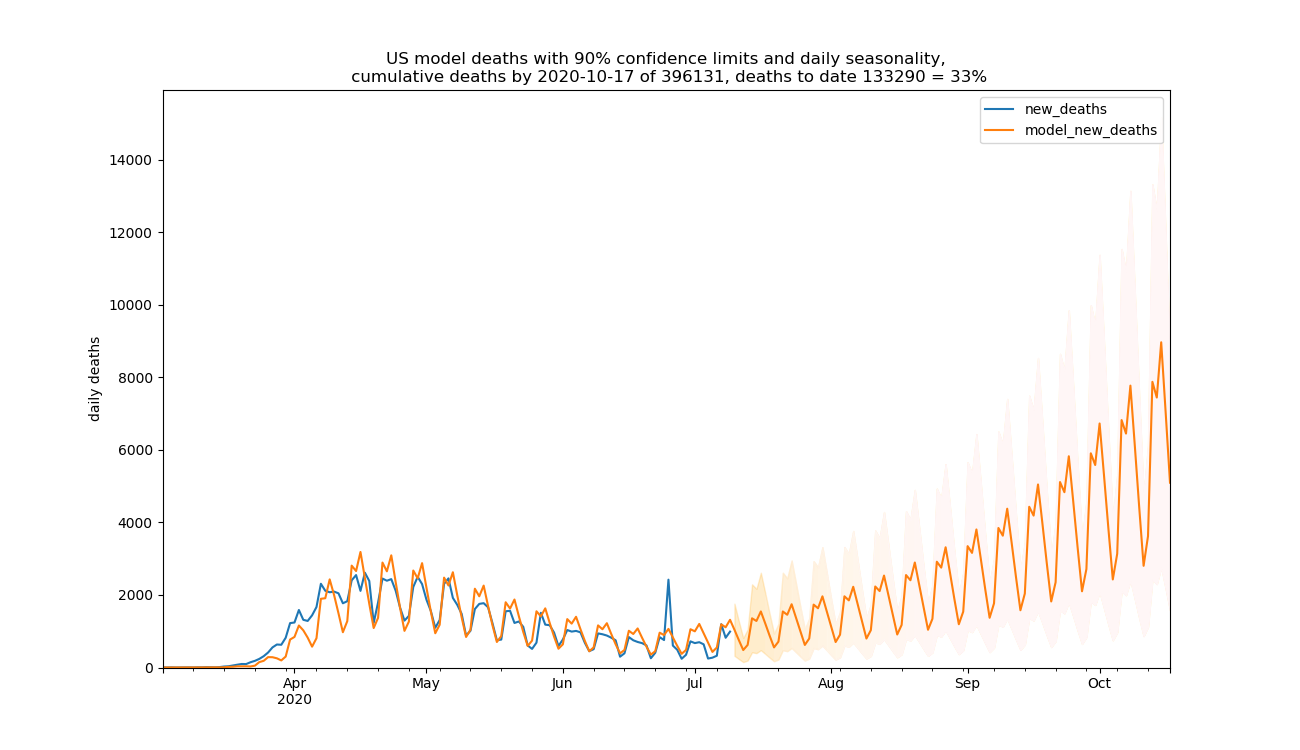 US model deaths with 90% confidence limits and daily seasonality,
cumulative deaths by 2020-10-17 of 396131, deaths to date 133290 = 33%
new_deaths
model_new_deaths
daily deaths
14000
12000
10000
8000
6000
4000
2000
0
Apr
2020
May
Jun
Jul
Aug
Sep
Oct